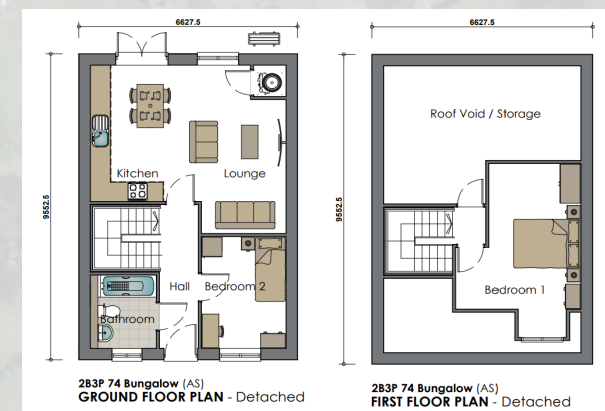 6627.5
9552.5
Kitchen
Lounge
Hall
Bedroom 2
Bathroom
2B3P 74 Bungalow (AS)
GROUND FLOOR PLAN - Detached
6627.5
9552.5
Roof Void / Storage
Bedroom 1
2B3P 74 Bungalow (AS)
FIRST FLOOR PLAN - Detached